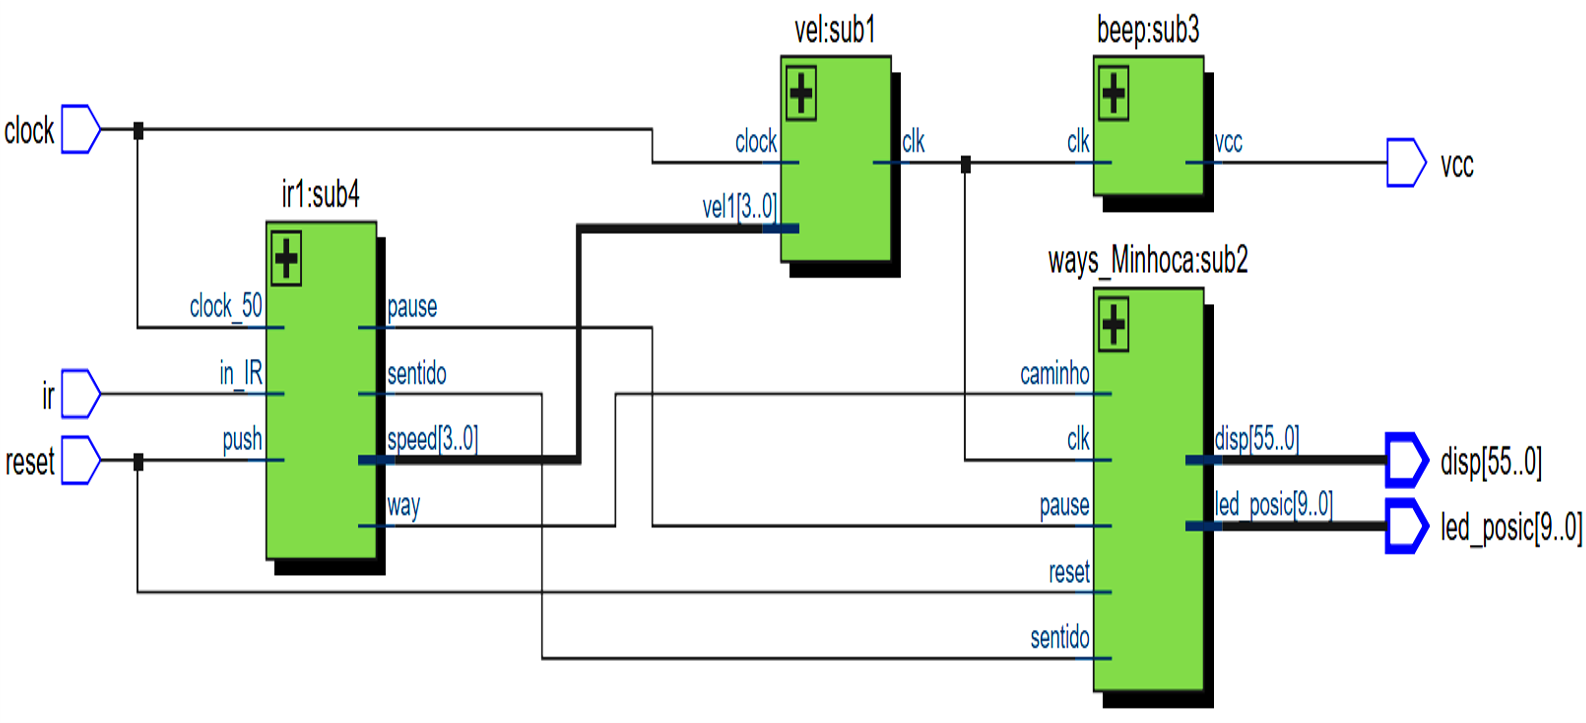 vel:sub1
beep:sub3
clock
clock
clk
clk
vcc
vcc
ir1:sub4
vel1[3..0]
ways_Minhoca:sub2
clock_50
pause
in_IR
sentido
caminho
ir
push
speed[3..0]
clk
disp[55..0]
reset
disp[55..0]
way
pause
led_posic[9..0]
led_posic[9..0]
reset
sentido